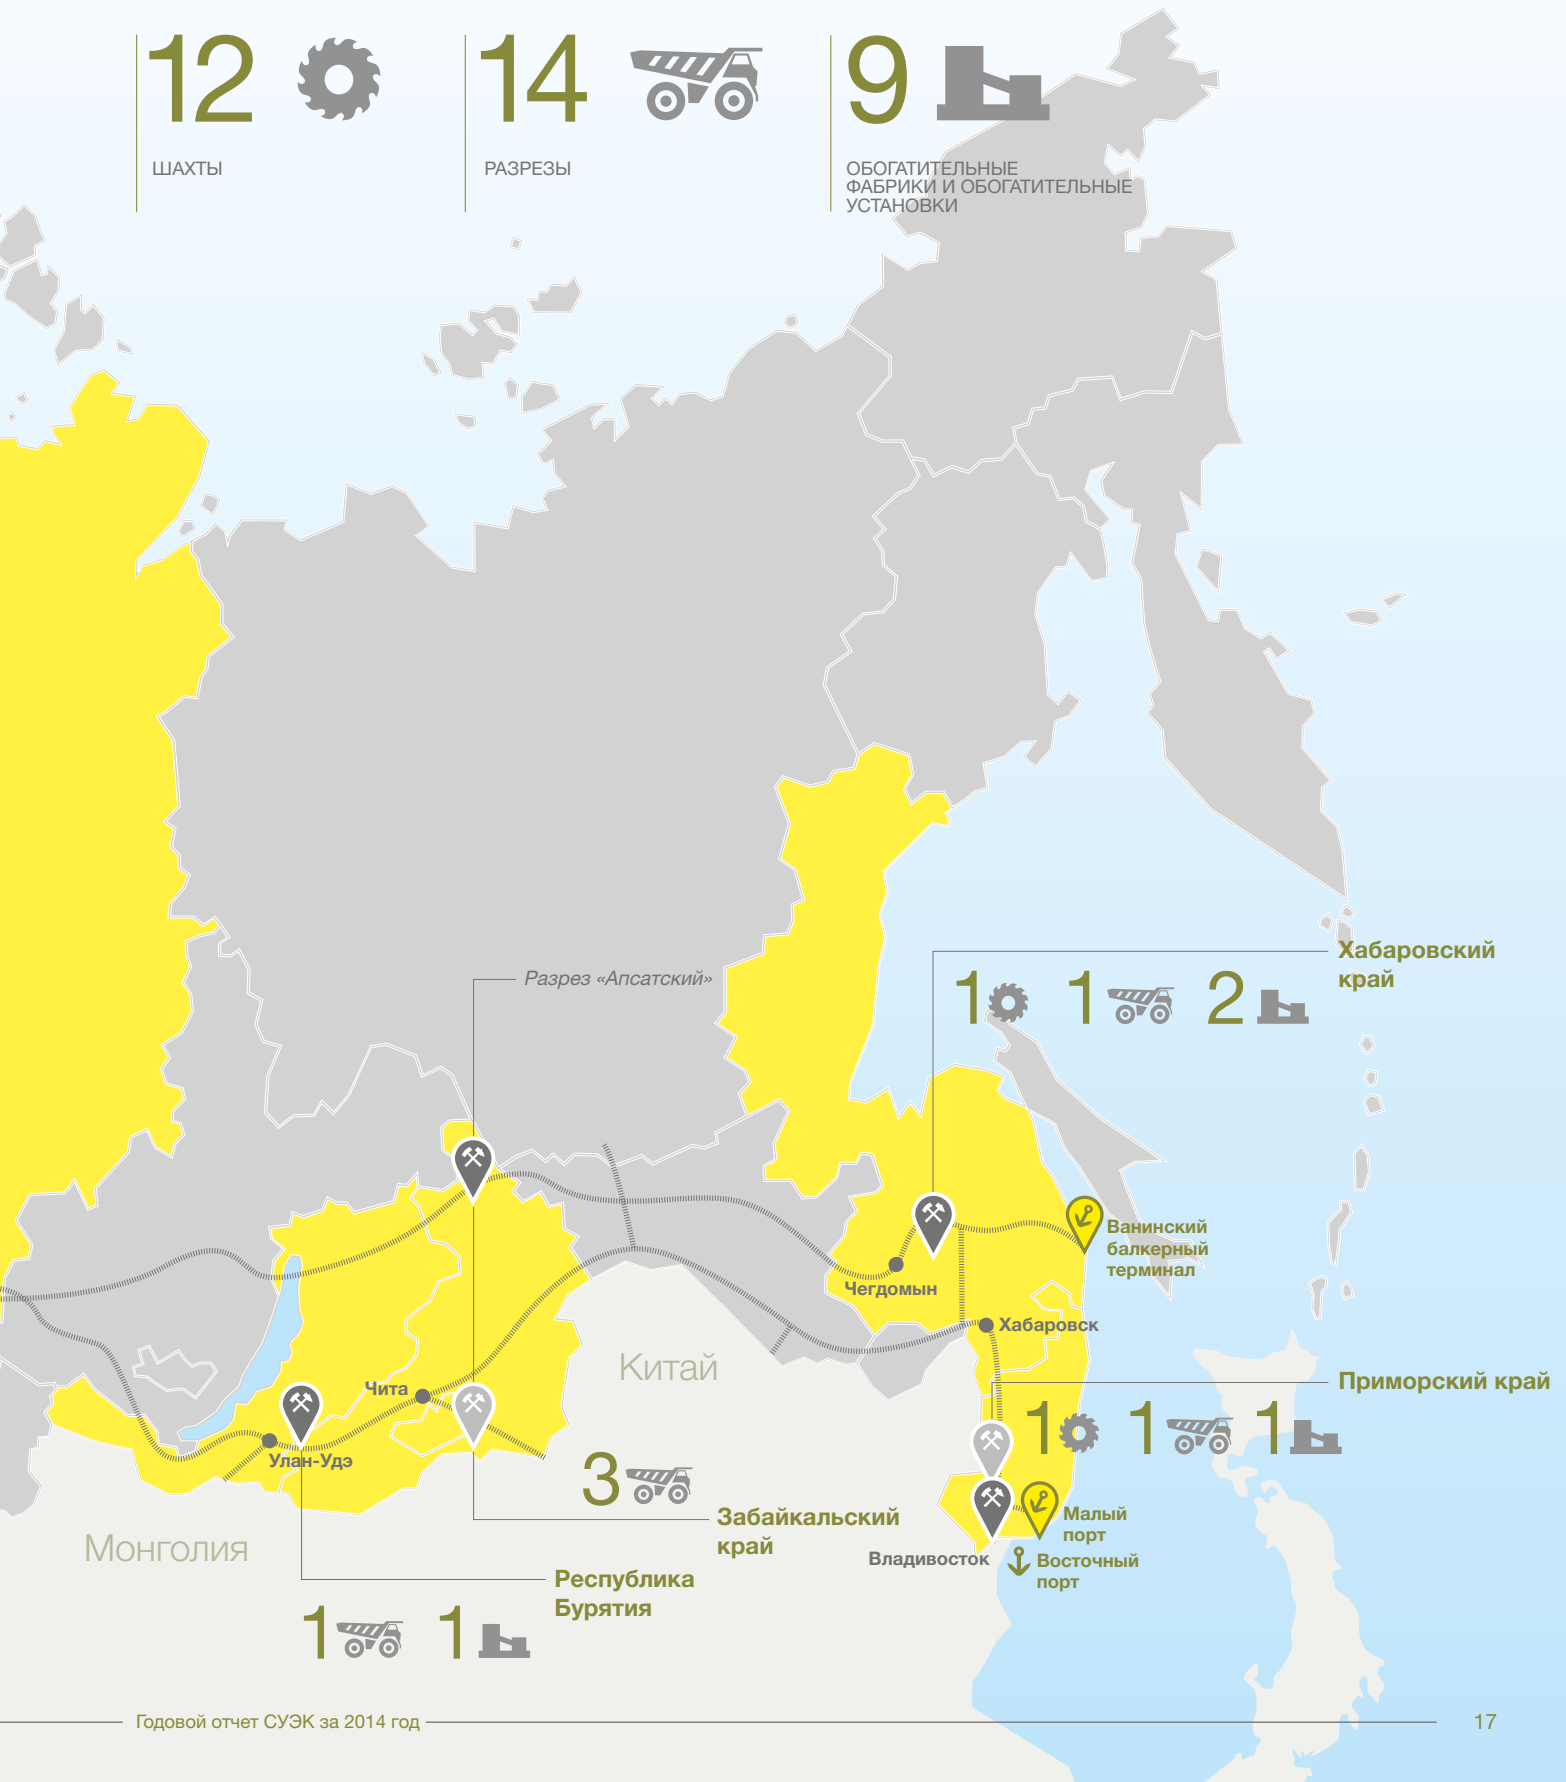 12
14
9
ШАХТЫ
РАЗРЕЗЫ
ОБОГАТИТЕЛЬНЫЕ
ФАБРИКИ И ОБОГАТИТЕЛЬНЫЕ
УСТАНОВКИ
Хабаровский
край
1 1 2
Разрез «Апсатский»
Ванинский
балкерный
терминал
Чегдомын
Хабаровск
Китай
Приморский край
1 1 1
Чита
Улан-Удэ
3
Забайкальский
край
Малый
порт
Владивосток
Восточный
порт
Монголия
Республика
Бурятия
1 1
Годовой отчет СУЭК за 2014 год
17